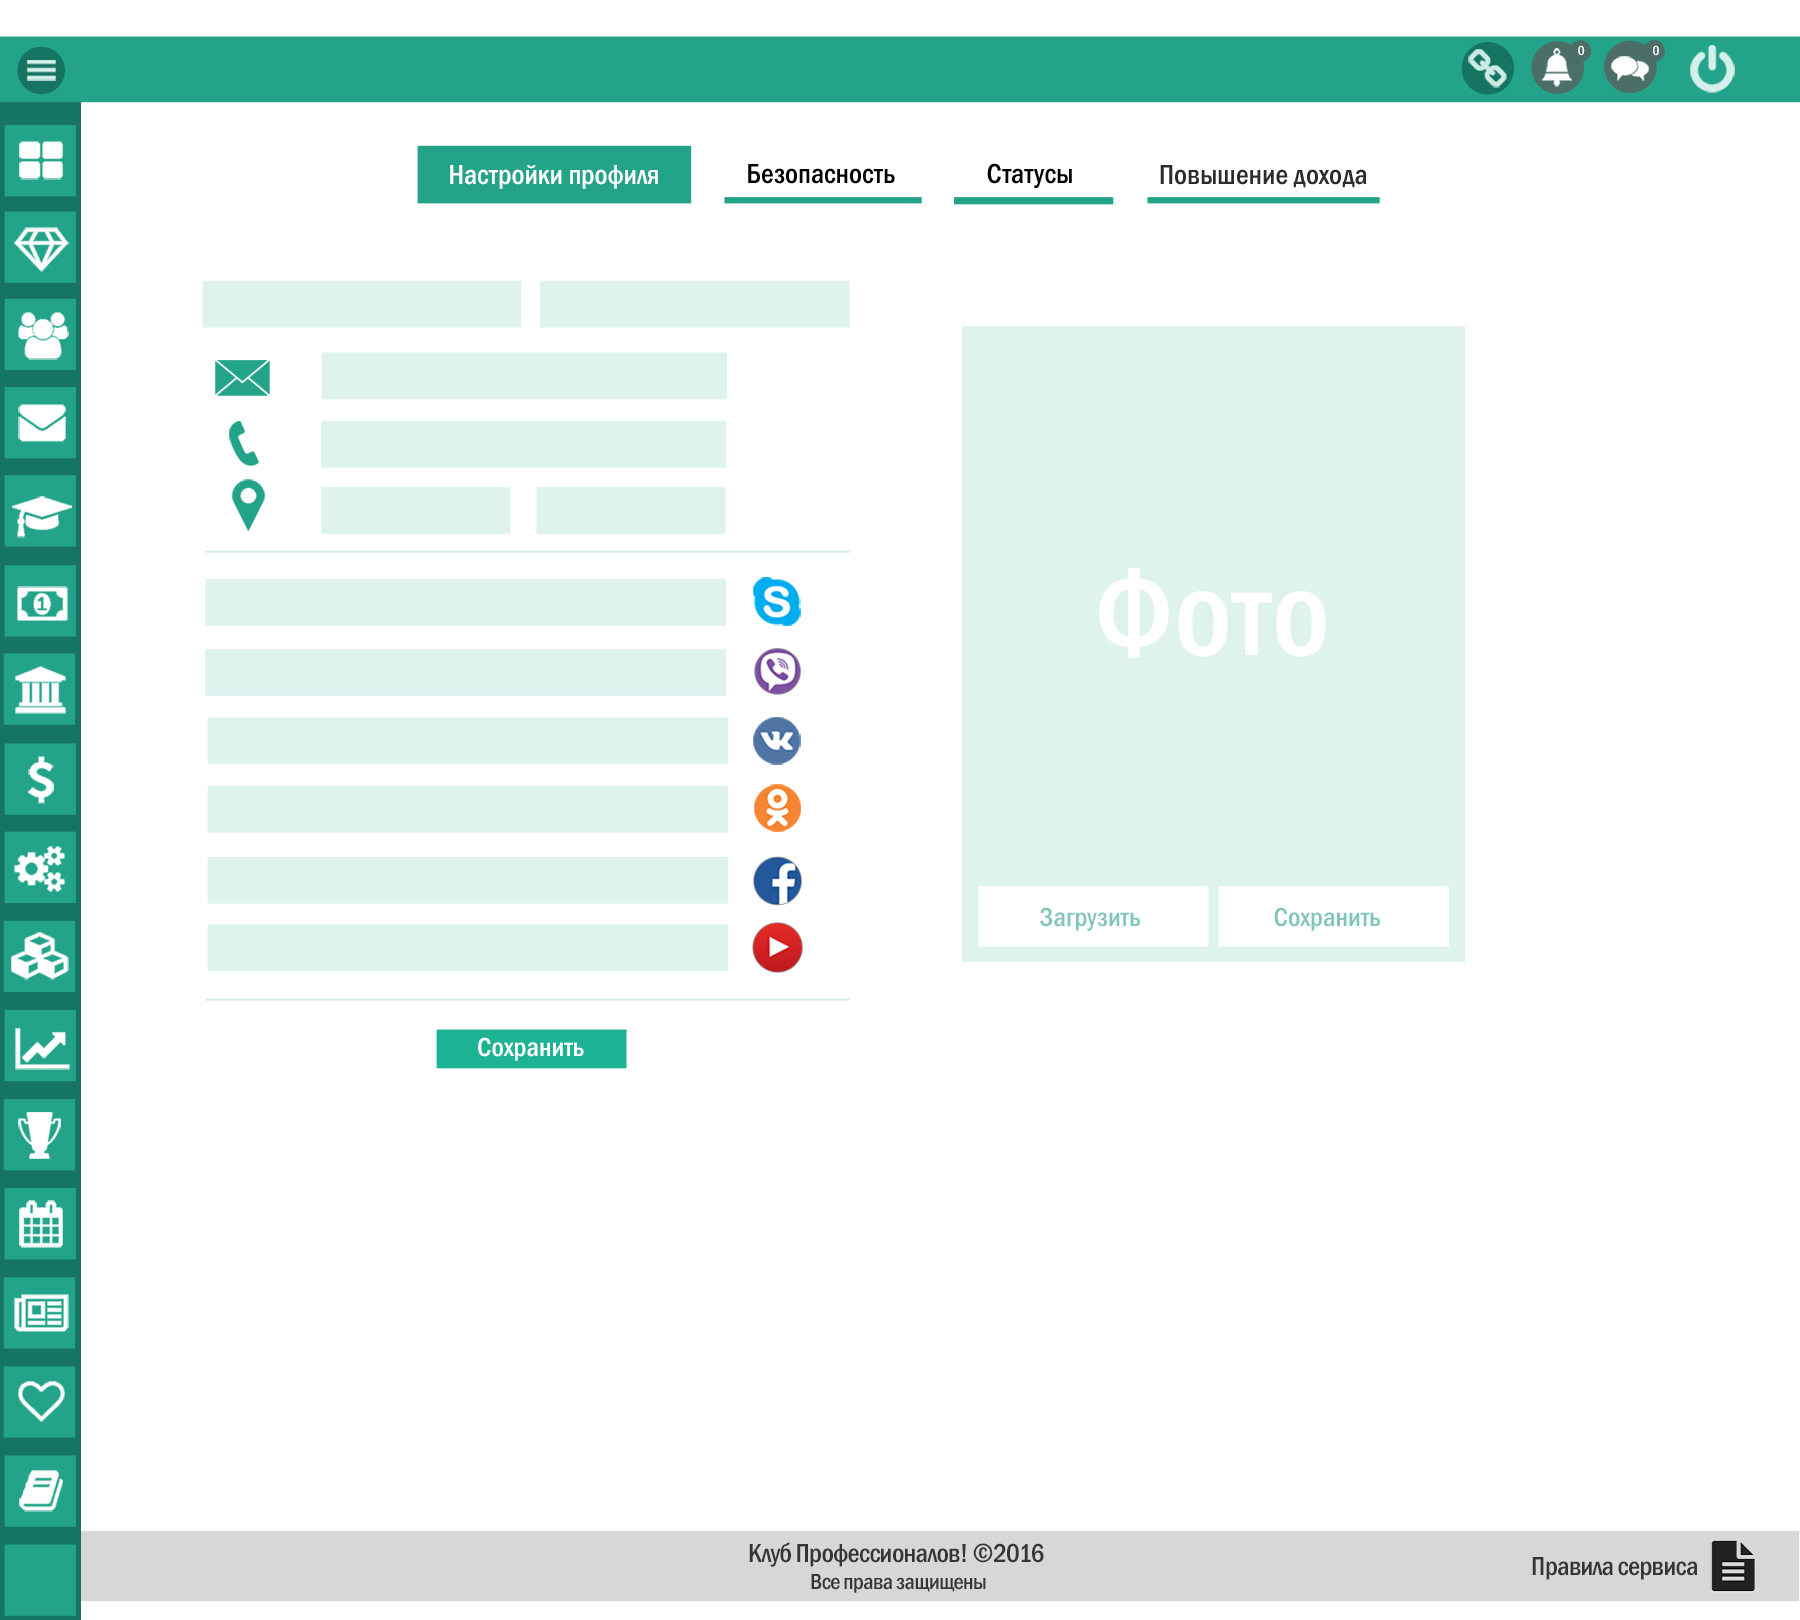 0
0
Настройки профиля
Безопасность
Статусы
Повышение дохода
1
S
Фото
Загрузить
Сохранить
Сохранить
Клуб Профессионалов! ©2016
Все права защищены
Правила сервиса